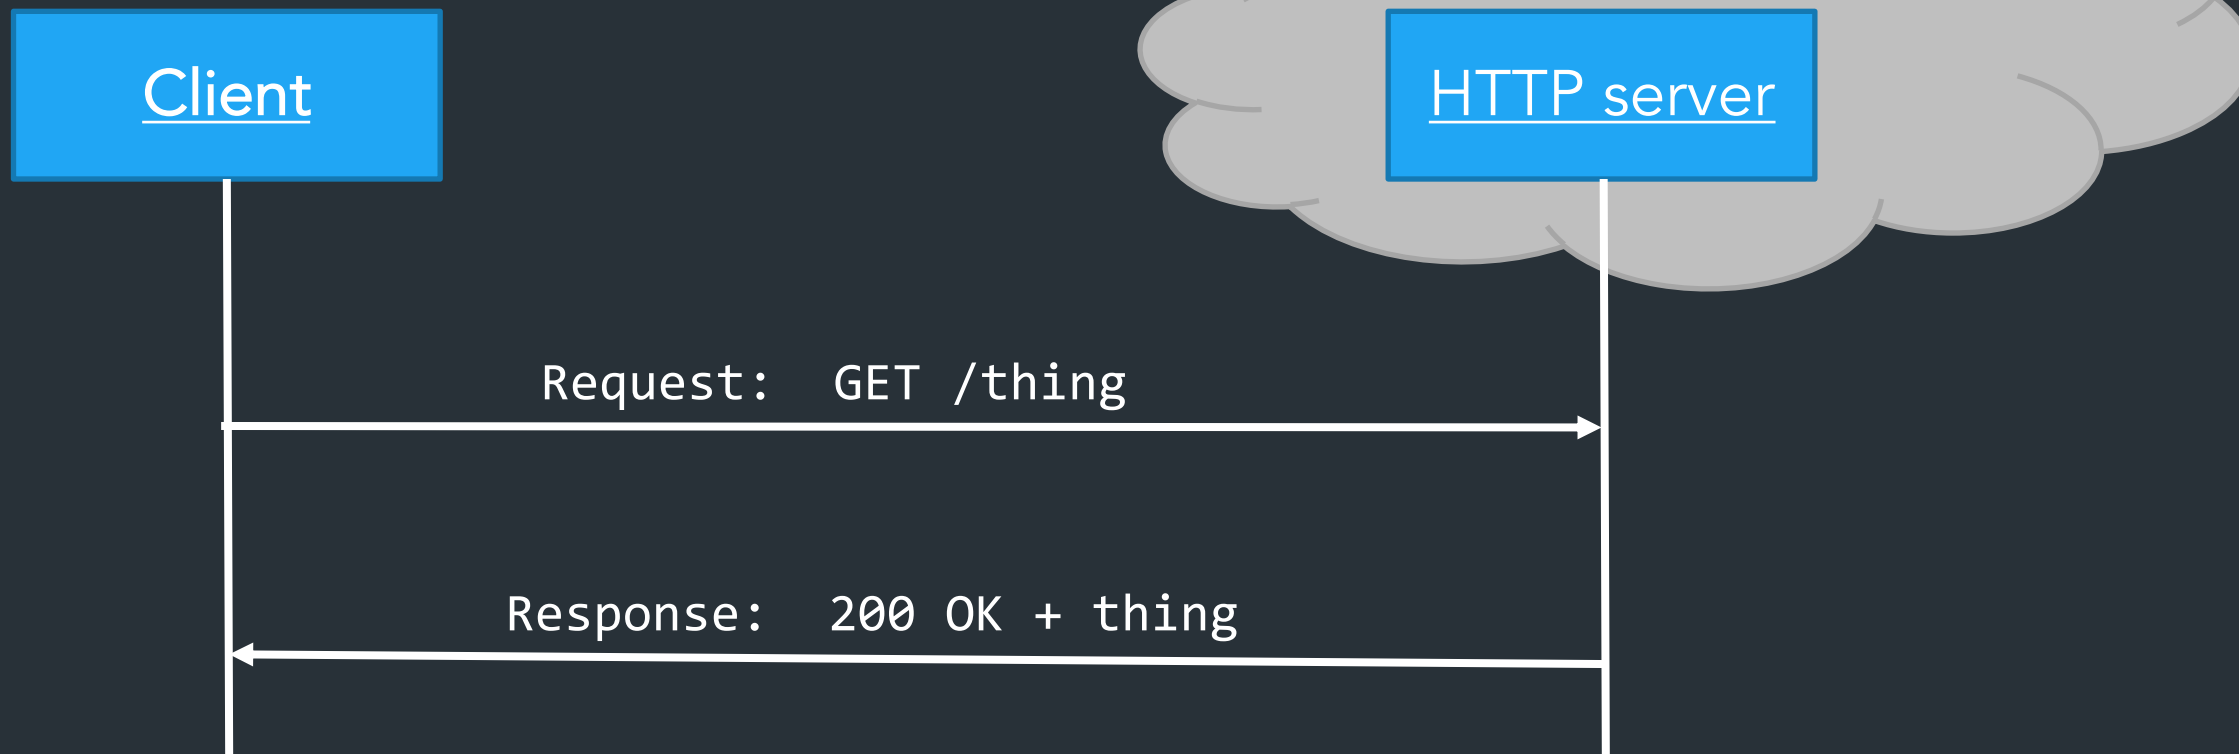 Client
HTTP server
Request:  GET /thing
Response:  200 OK + thing